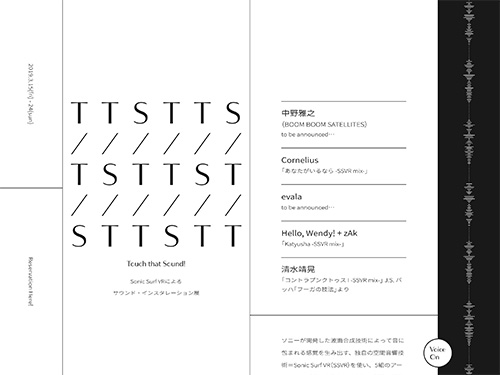 2019.3.15[Fri] - 24[Sun]
Reservation Here!
T T S T T S
/ / / / / /
T S T T S T
/ / / / / /
S T T S T T
Touch that Sound!
Sonic Surf VRによる
サウンド・インスタレーション展
中野雅之
（BOOM BOOM SATELLITES）
to be announced…
Cornelius
「あなたがいるなら -SSVR mix-」
evala
to be announced…
Hello, Wendy! + zAk
「Katyusha -SSVR mix-」
清水靖晃
「コントラプンクトゥス I -SSVR mix-」 J.S. バ
ッハ「フーガの技法」より
ソニーが開発した波面合成技術によって音に
包まれる感覚を生み出す、独自の空間音響技
術＝Sonic Surf VR（SSVR）を使い、5組のアー
Voice
On